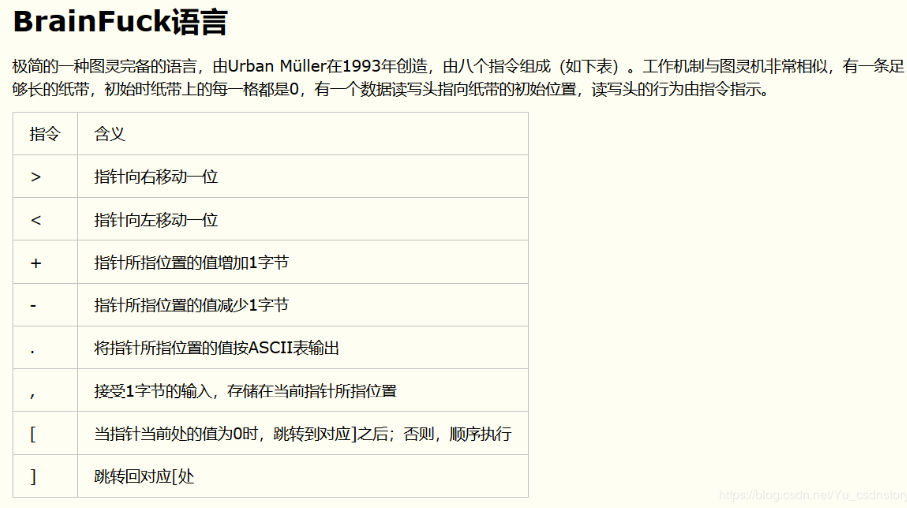 BrainFuck语言
极简的一种图灵完备的语言，由Urban Müller在1993年创造，由八个指令组成（如下表）。工作机制与图灵机非常相似，有一条足
够长的纸带，初始时纸带上的每一格都是0，有一个数据读写头指向纸带的初始位置，读写头的行为由指令指示。
指令 含义
> 指针向右移动一位
< 指针向左移动一位
+ 指针所指位置的值增加1字节
- 指针所指位置的值减少1字节
. 将指针所指位置的值按ASCII表输出
, 接受1字节的输入，存储在当前指针所指位置
[ 当指针当前处的值为0时，跳转到对应]之后；否则，顺序执行
] 跳转回对应[处
https://blog.csdn.net/Yu_csdnstory